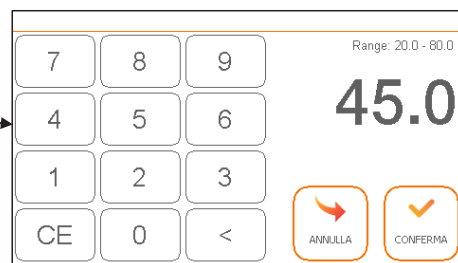 Range: 20.0 - 80.0
7 8 9
45.0
4 5 6
1 2 3
CE 0 <
ANNULLA CONFERMA